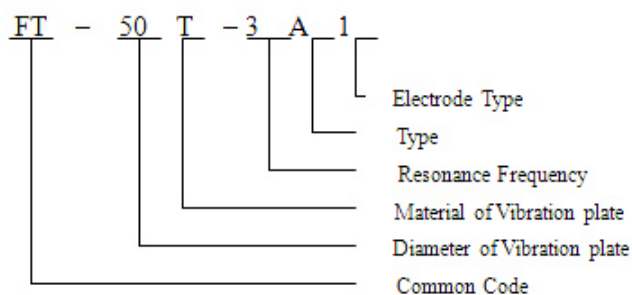 FT - 50 T - 3 A 1
Electrode Type
Type
Resonance Frequency
Material of Vibration plate
Diameter of Vibration plate
Common Code